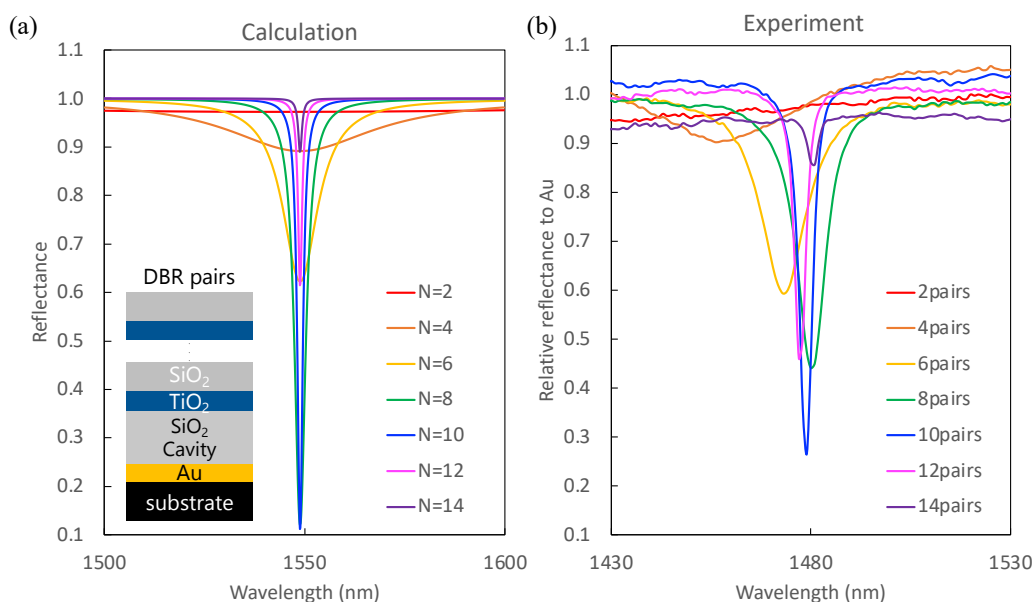 (a)
Calculation
1.1
1.0
0.9
0.8
0.7
0.6
0.5
0.4
0.3
0.2
0.1
Reflectance
1500
1550
1600
Wavelength (nm)
DBR pairs
SiO₂
TiO₂
SiO₂
Cavity
Au
substrate
N=2
N=4
N=6
N=8
N=10
N=12
N=14
(b)
Experiment
1.1
1.0
0.9
0.8
0.7
0.6
0.5
0.4
0.3
0.2
0.1
Relative reflectance to Au
1430
1480
1530
Wavelength (nm)
2pairs
4pairs
6pairs
8pairs
10pairs
12pairs
14pairs